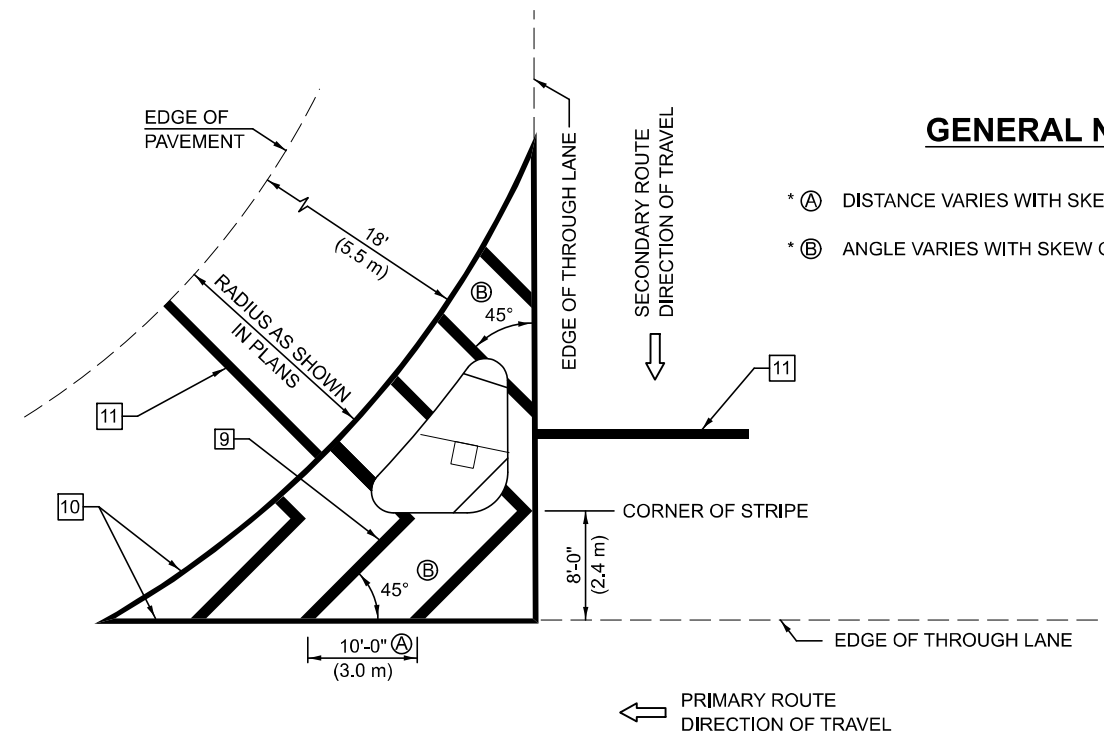 EDGE OF
PAVEMENT
18'
(5.5 m)
RADIUS AS SHOWN
IN PLANS
EDGE OF THROUGH LANE
SECONDARY ROUTE
DIRECTION OF TRAVEL
GENERAL N
* A DISTANCE VARIES WITH SKE
* B ANGLE VARIES WITH SKEW
B
45°
11
11
9
10
CORNER OF STRIPE
8'-0"
(2.4 m)
B
45°
10'-0" A
(3.0 m)
EDGE OF THROUGH LANE
PRIMARY ROUTE
DIRECTION OF TRAVEL